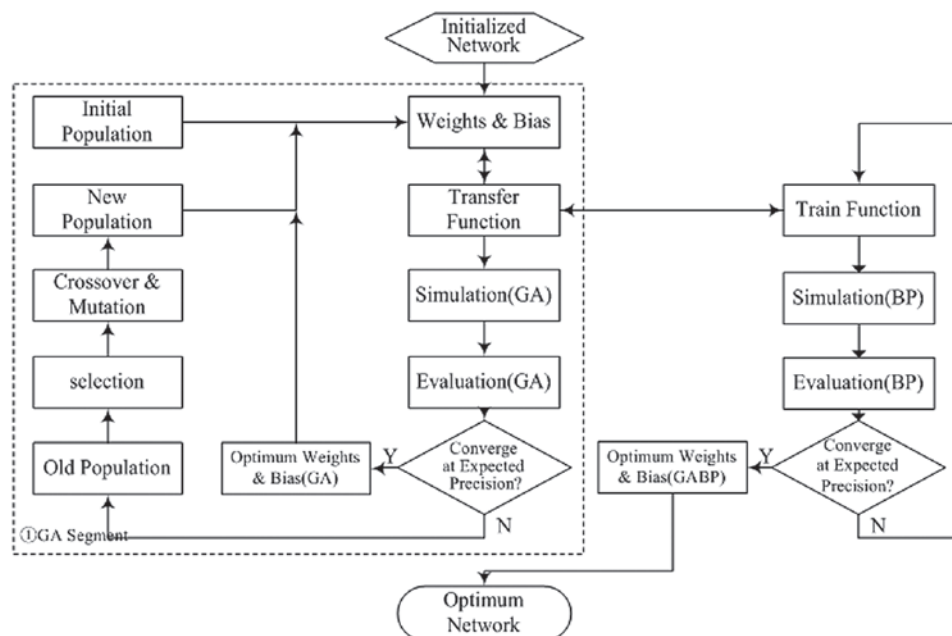 Initialized
Network
Initial
Population
Weights & Bias
New
Population
Transfer
Function
Train Function
Crossover &
Mutation
Simulation(GA)
Simulation(BP)
selection
Evaluation(GA)
Evaluation(BP)
Old Population
Optimum Weights
& Bias(GA)
Y
Converge
at Expected
Precision?
N
Optimum Weights
& Bias(GABP)
Y
Converge
at Expected
Precision?
N
①GA Segment
Optimum
Network